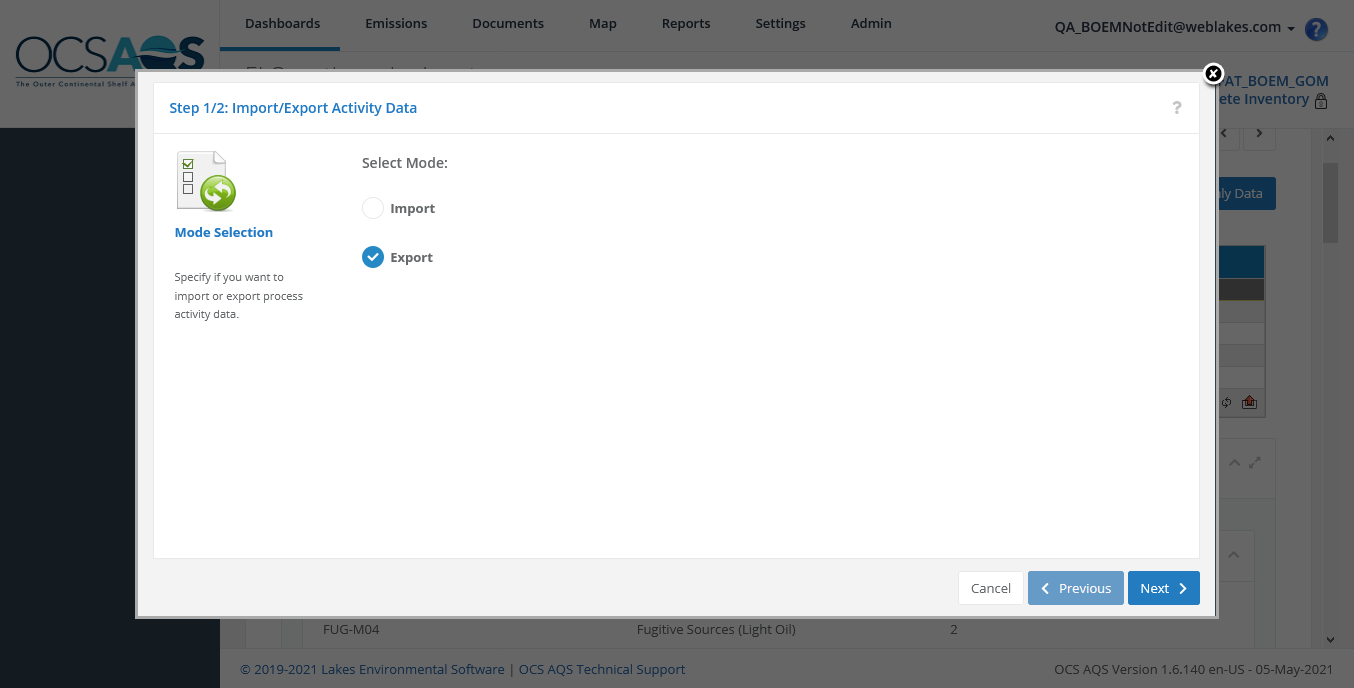 Dashboards Emissions Documents Map Reports Settings Admin
QA_BOEMNotEdit@weblakes.com
?
OCSAQS
The Outer Continental Shelf A
PAT_BOEM_GOM
ete Inventory
Step 1/2: Import/Export Activity Data
?
Select Mode:
Import
Export
Mode Selection
Specify if you want to
import or export process
activity data.
ly Data
Cancel
Previous
Next
FUG-M04 Fugitive Sources (Light Oil) 2
© 2019-2021 Lakes Environmental Software | OCS AQS Technical Support
OCS AQS Version 1.6.140 en-US - 05-May-2021